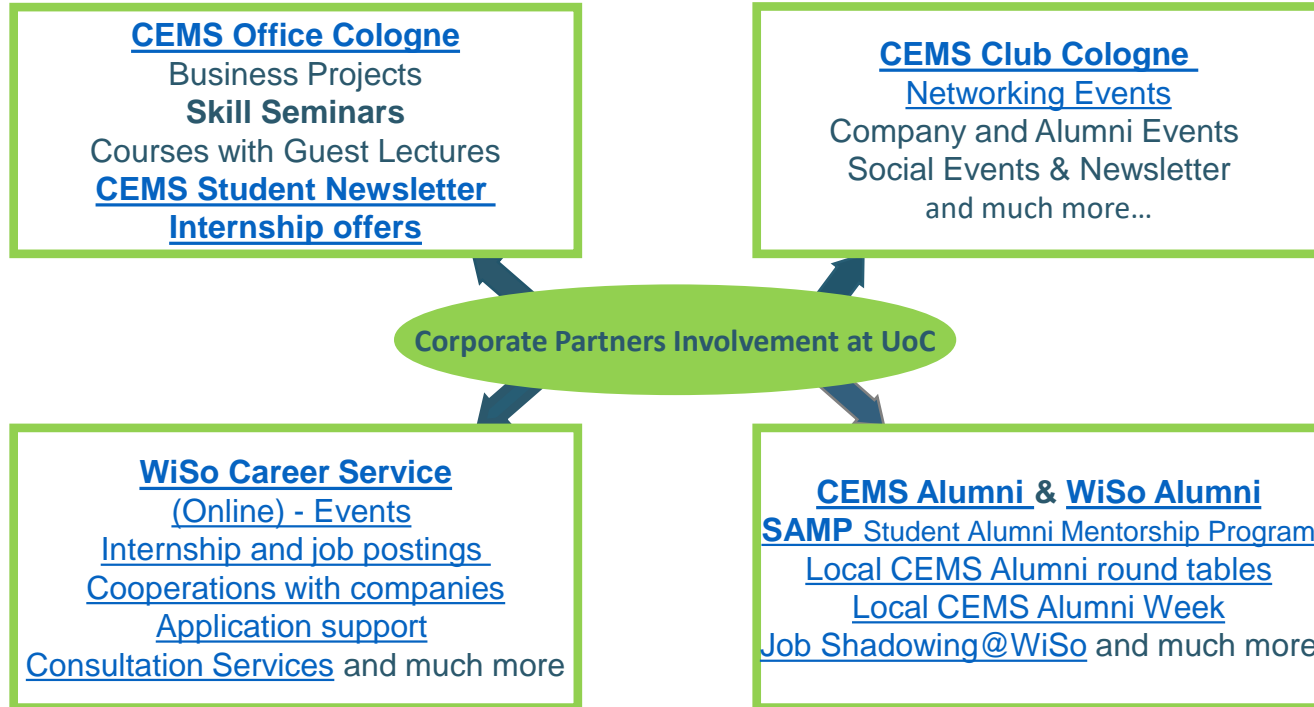 CEMS Office Cologne
Business Projects
Skill Seminars
Courses with Guest Lectures
CEMS Student Newsletter
Internship offers
CEMS Club Cologne
Networking Events
Company and Alumni Events
Social Events & Newsletter
and much more…
Corporate Partners Involvement at UoC
WiSo Career Service
(Online) - Events
Internship and job postings
Cooperations with companies
Application support
Consultation Services and much more
CEMS Alumni & WiSo Alumni
SAMP Student Alumni Mentorship Program
Local CEMS Alumni round tables
Local CEMS Alumni Week
Job Shadowing@WiSo and much more